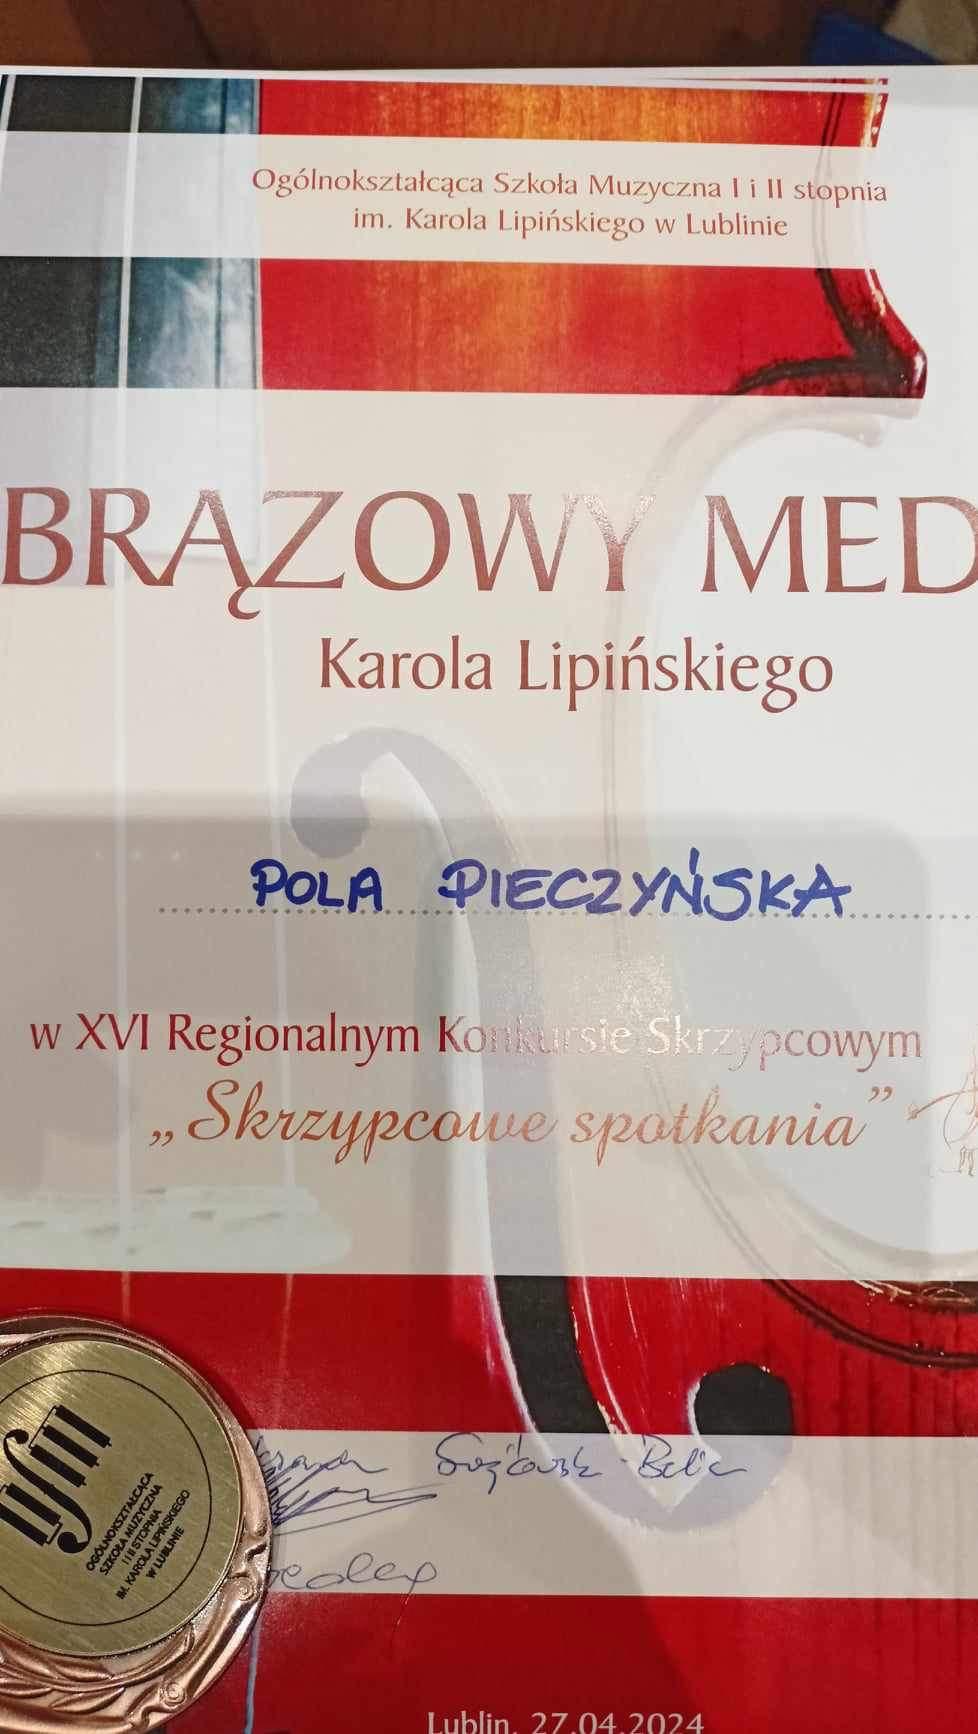 Ogólnokształcąca Szkoła Muzyczna I i II stopnia
im. Karola Lipińskiego w Lublinie
BRĄZOWY MED
Karola Lipińskiego
POLA PIECZYŃSKA
w XVI Regionalnym Konkursie Skrzypcowym
„Skrzypcowe spotkania”
OGÓLNOKSZTAŁCĄCA
SZKOŁA MUZYCZNA
I i II STOPNIA
IM. KAROLA LIPIŃSKIEGO
W LUBLINIE
Lublin, 27.04.2024